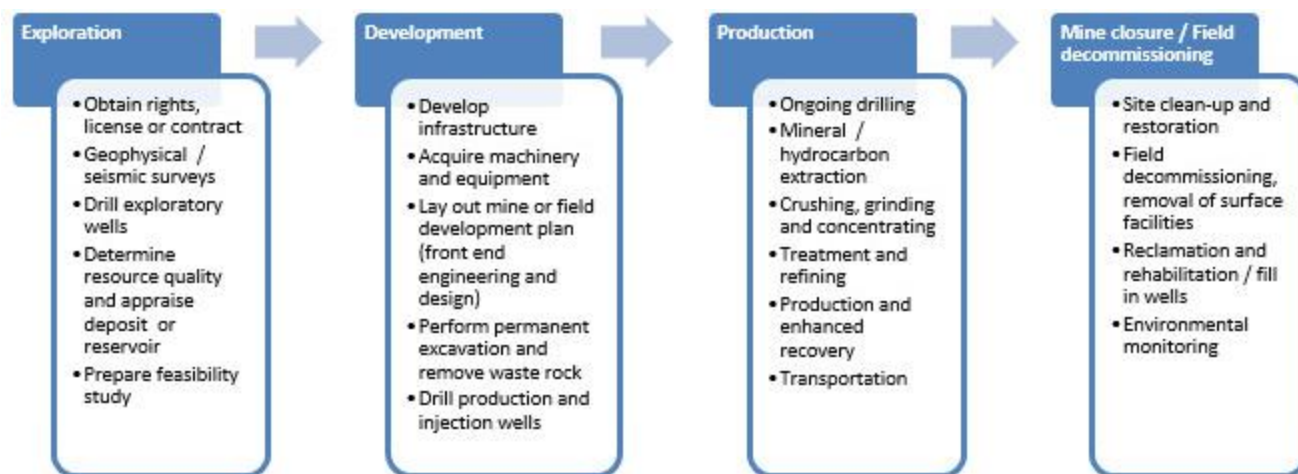 Exploration
• Obtain rights,
license or contract
• Geophysical /
seismic surveys
• Drill exploratory
wells
• Determine
resource quality
and appraise
deposit or
reservoir
• Prepare feasibility
study
Development
• Develop
infrastructure
• Acquire machinery
and equipment
• Lay out mine or field
development plan
(front end
engineering and
design)
• Perform permanent
excavation and
remove waste rock
• Drill production and
injection wells
Production
• Ongoing drilling
• Mineral /
hydrocarbon
extraction
• Crushing, grinding
and concentrating
• Treatment and
refining
• Production and
enhanced
recovery
• Transportation
Mine closure / Field
decommissioning
• Site clean-up and
restoration
• Field
decommissioning,
removal of surface
facilities
• Reclamation and
rehabilitation / fill
in wells
• Environmental
monitoring